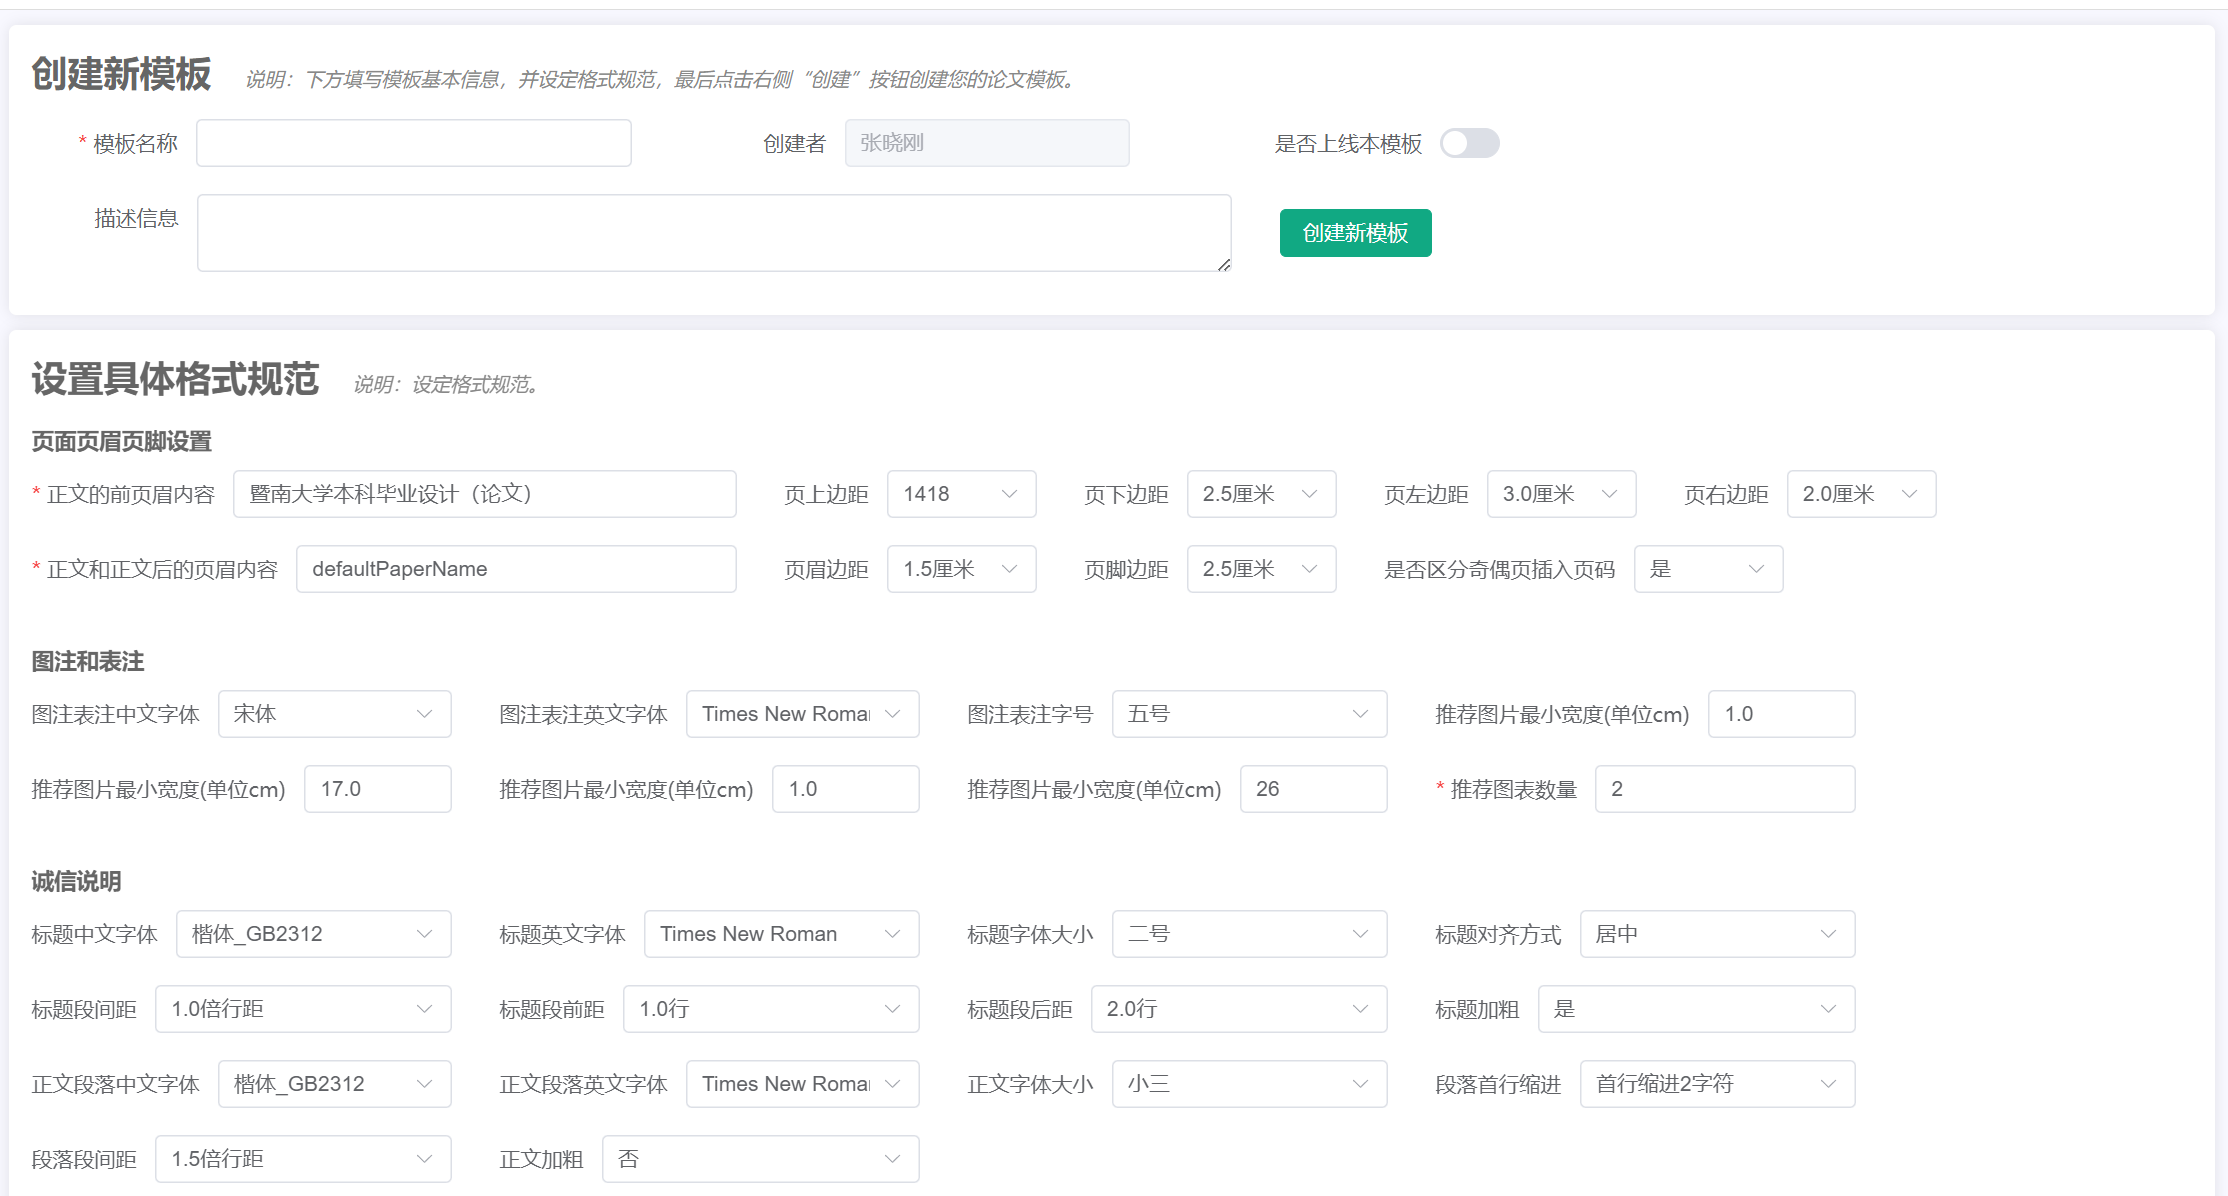 创建新模板 说明：下方填写模板基本信息，并设定格式规范，最后点击右侧“创建”按钮创建您的论文模板。
* 模板名称 创建者 张晓刚 是否上线本模板
描述信息 创建新模板
设置具体格式规范 说明：设定格式规范。
页面页眉页脚设置
* 正文的前页眉内容 暨南大学本科毕业设计（论文） 页上边距 1418 页下边距 2.5厘米 页左边距 3.0厘米 页右边距 2.0厘米
* 正文和正文后的页眉内容 defaultPaperName 页眉边距 1.5厘米 页脚边距 2.5厘米 是否区分奇偶页插入页码 是
图注和表注
图注表注中文字体 宋体 图注表注英文字体 Times New Roma 图注表注字号 五号 推荐图片最小宽度(单位cm) 1.0
推荐图片最小宽度(单位cm) 17.0 推荐图片最小宽度(单位cm) 1.0 推荐图片最小宽度(单位cm) 26 * 推荐图表数量 2
诚信说明
标题中文字体 楷体_GB2312 标题英文字体 Times New Roman 标题字体大小 二号 标题对齐方式 居中
标题段间距 1.0倍行距 标题段前距 1.0行 标题段后距 2.0行 标题加粗 是
正文段落中文字体 楷体_GB2312 正文段落英文字体 Times New Roma 正文字体大小 小三 段落首行缩进 首行缩进2字符
段落段间距 1.5倍行距 正文加粗 否